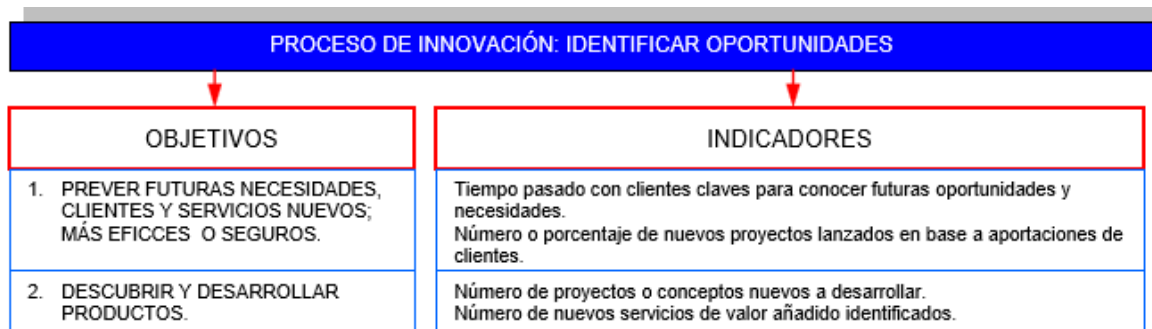 PROCESO DE INNOVACIÓN: IDENTIFICAR OPORTUNIDADES
OBJETIVOS
INDICADORES
1. PREVER FUTURAS NECESIDADES,
CLIENTES Y SERVICIOS NUEVOS;
MÁS EFICCES O SEGUROS.
Tiempo pasado con clientes claves para conocer futuras oportunidades y
necesidades.
Número o porcentaje de nuevos proyectos lanzados en base a aportaciones de
clientes.
2. DESCUBRIR Y DESARROLLAR
PRODUCTOS.
Número de proyectos o conceptos nuevos a desarrollar.
Número de nuevos servicios de valor añadido identificados.